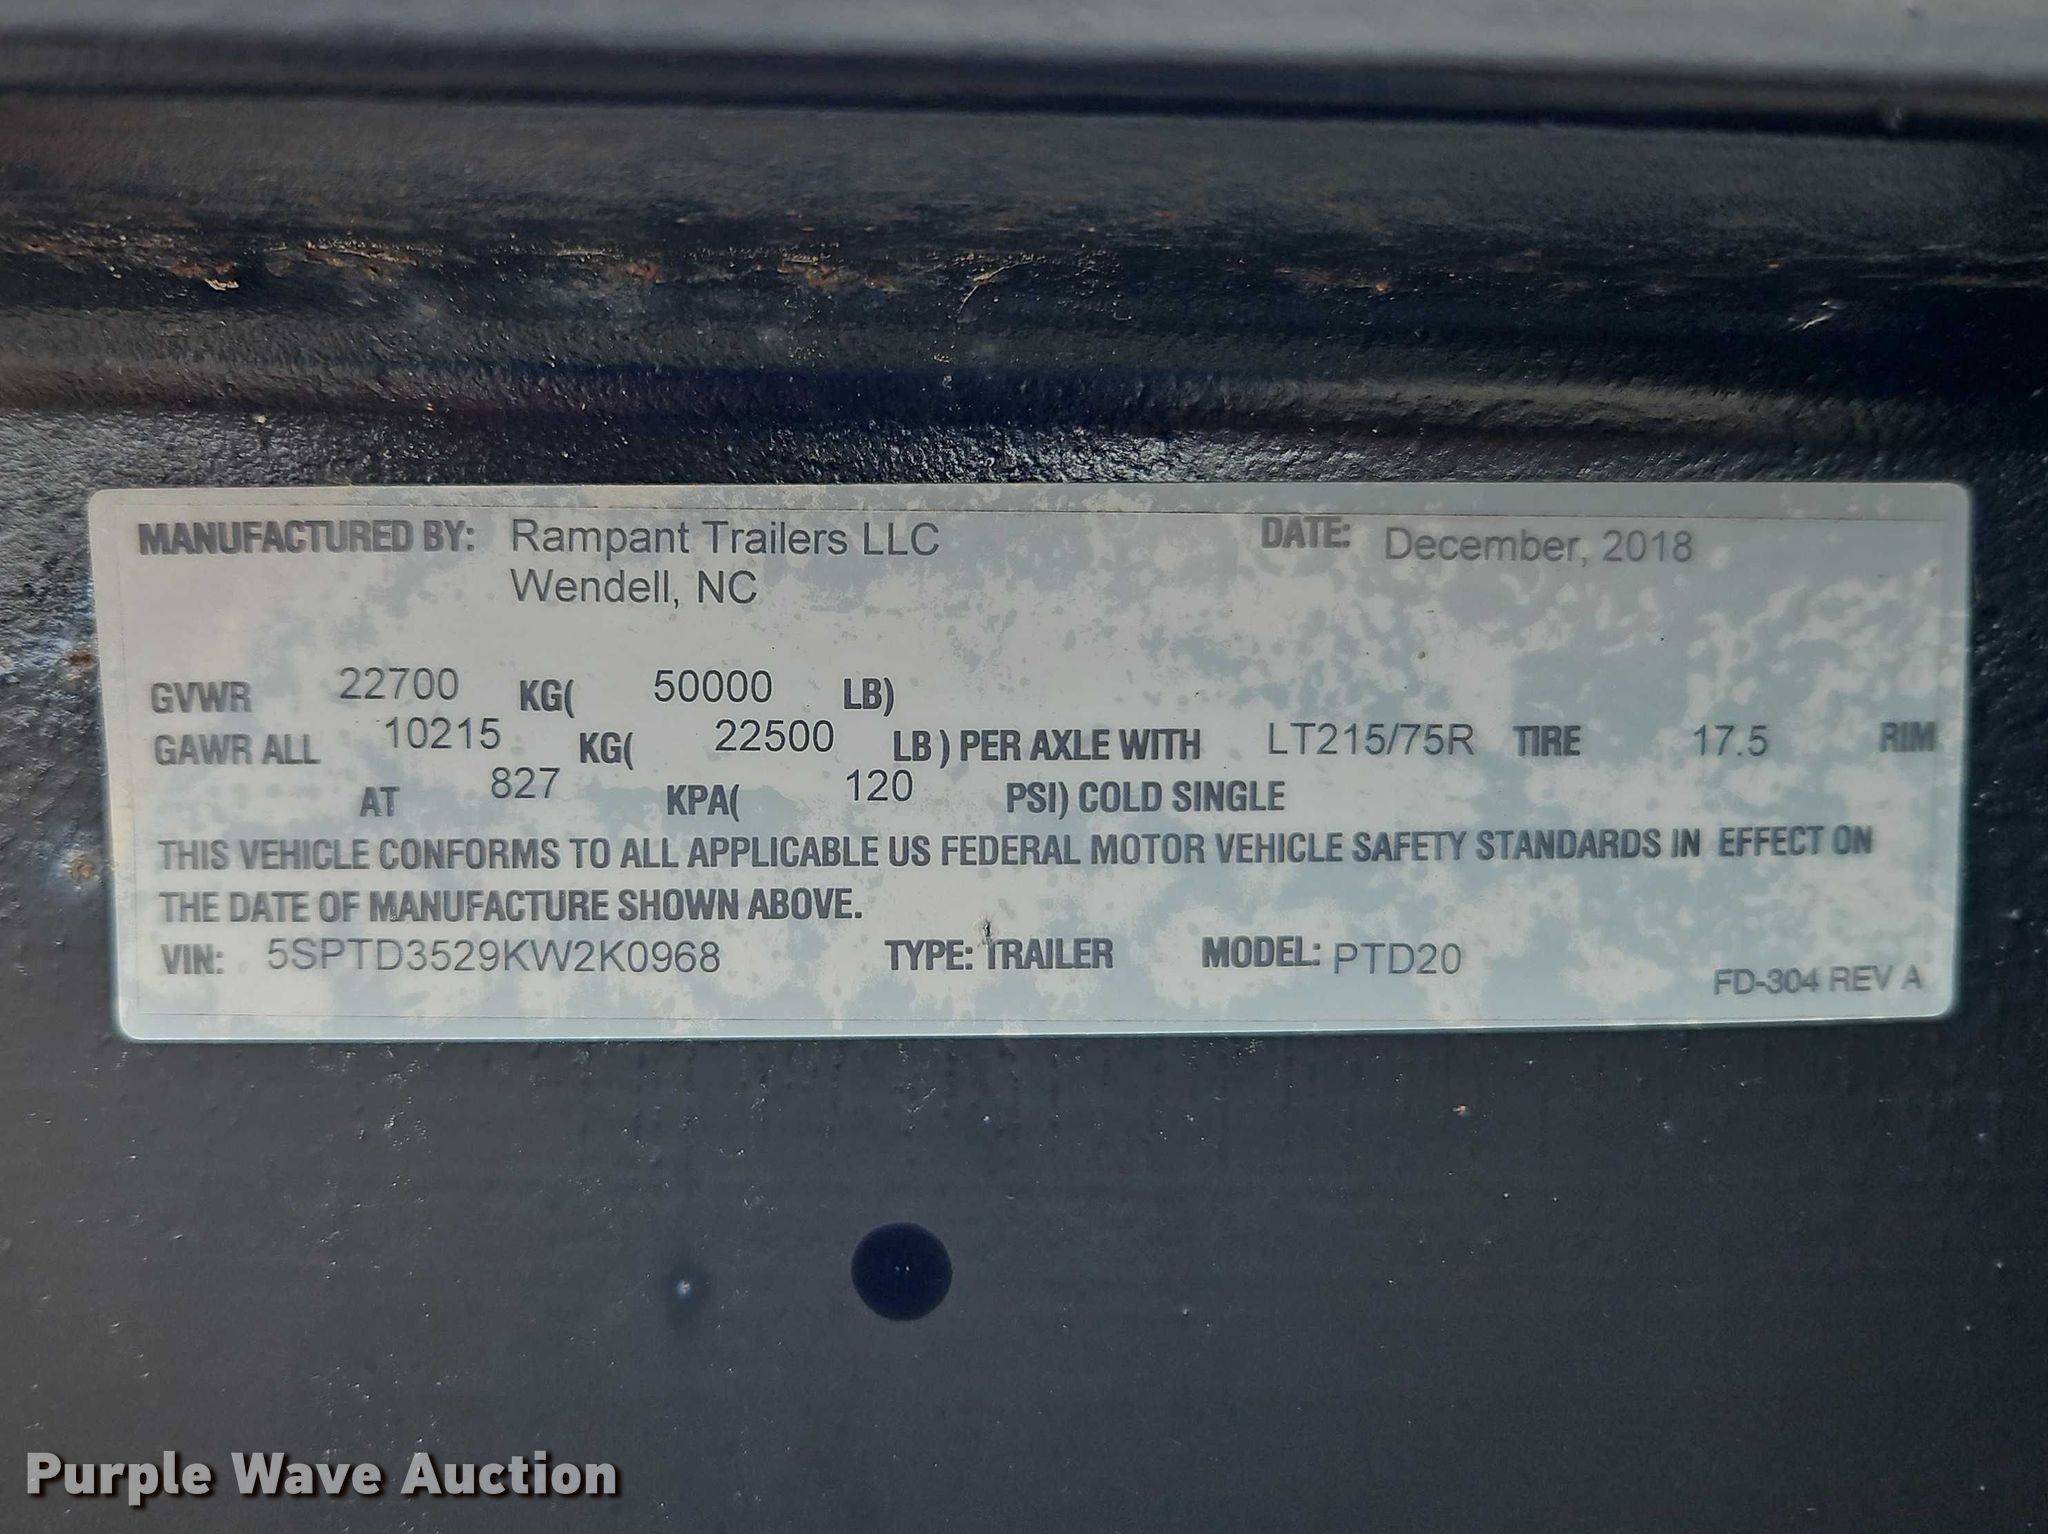 MANUFACTURED BY: Rampant Trailers LLC DATE: December, 2018
Wendell, NC
GVWR 22700 KG( 50000 LB)
GAWR ALL 10215 KG( 22500 LB) PER AXLE WITH LT215/75R TIRE 17.5 RIM
AT 827 KPA( 120 PSI) COLD SINGLE
THIS VEHICLE CONFORMS TO ALL APPLICABLE US FEDERAL MOTOR VEHICLE SAFETY STANDARDS IN EFFECT ON
THE DATE OF MANUFACTURE SHOWN ABOVE.
VIN: 5SPTD3529KW2K0968 TYPE: TRAILER MODEL: PTD20
FD-304 REV A
Purple Wave Auction